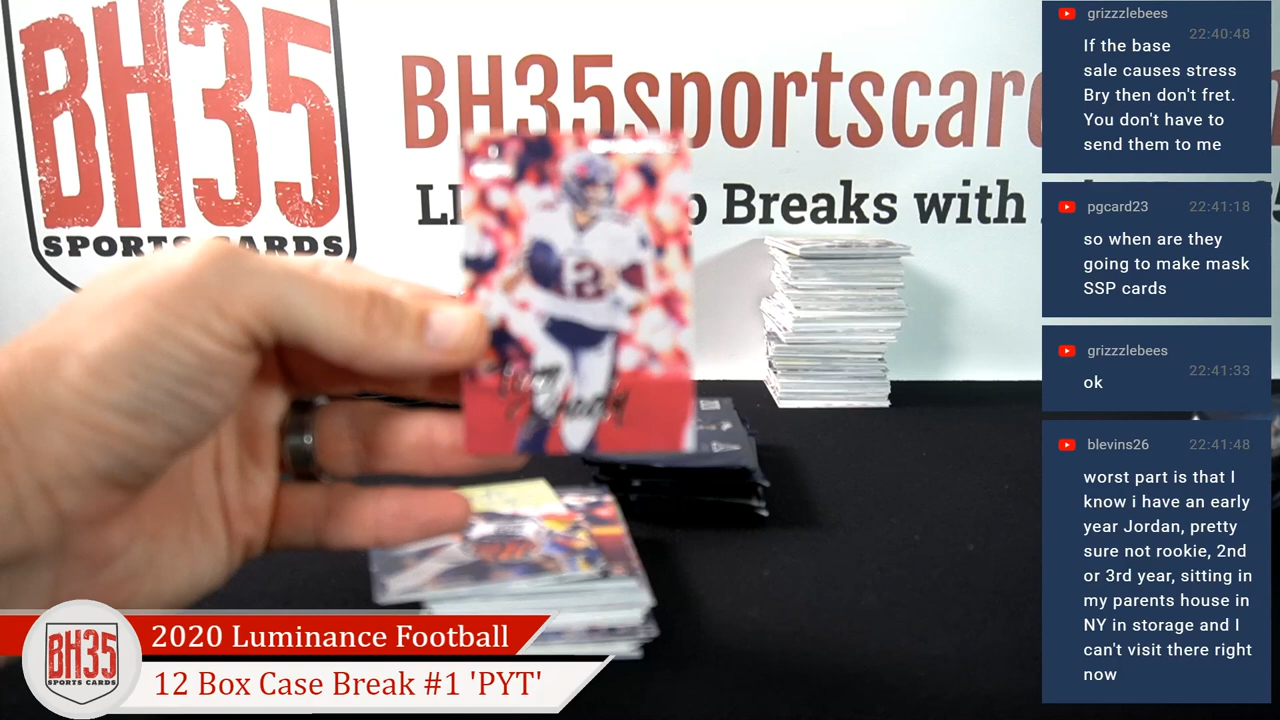 BH35
SPORTS CARDS
BH35sportscar
Breaks with
12
grizzzlebees
22:40:48
If the base
sale causes stress
Bry then don't fret.
You don't have to
send them to me
pgcard23
22:41:18
so when are they
going to make mask
SSP cards
grizzzlebees
22:41:33
ok
blevins26
22:41:48
worst part is that I
know i have an early
year Jordan, pretty
sure not rookie, 2nd
or 3rd year, sitting in
my parents house in
NY in storage and I
can't visit there right
now
BH35
SPORTS CARDS
2020 Luminance Football
12 Box Case Break #1 'PYT'